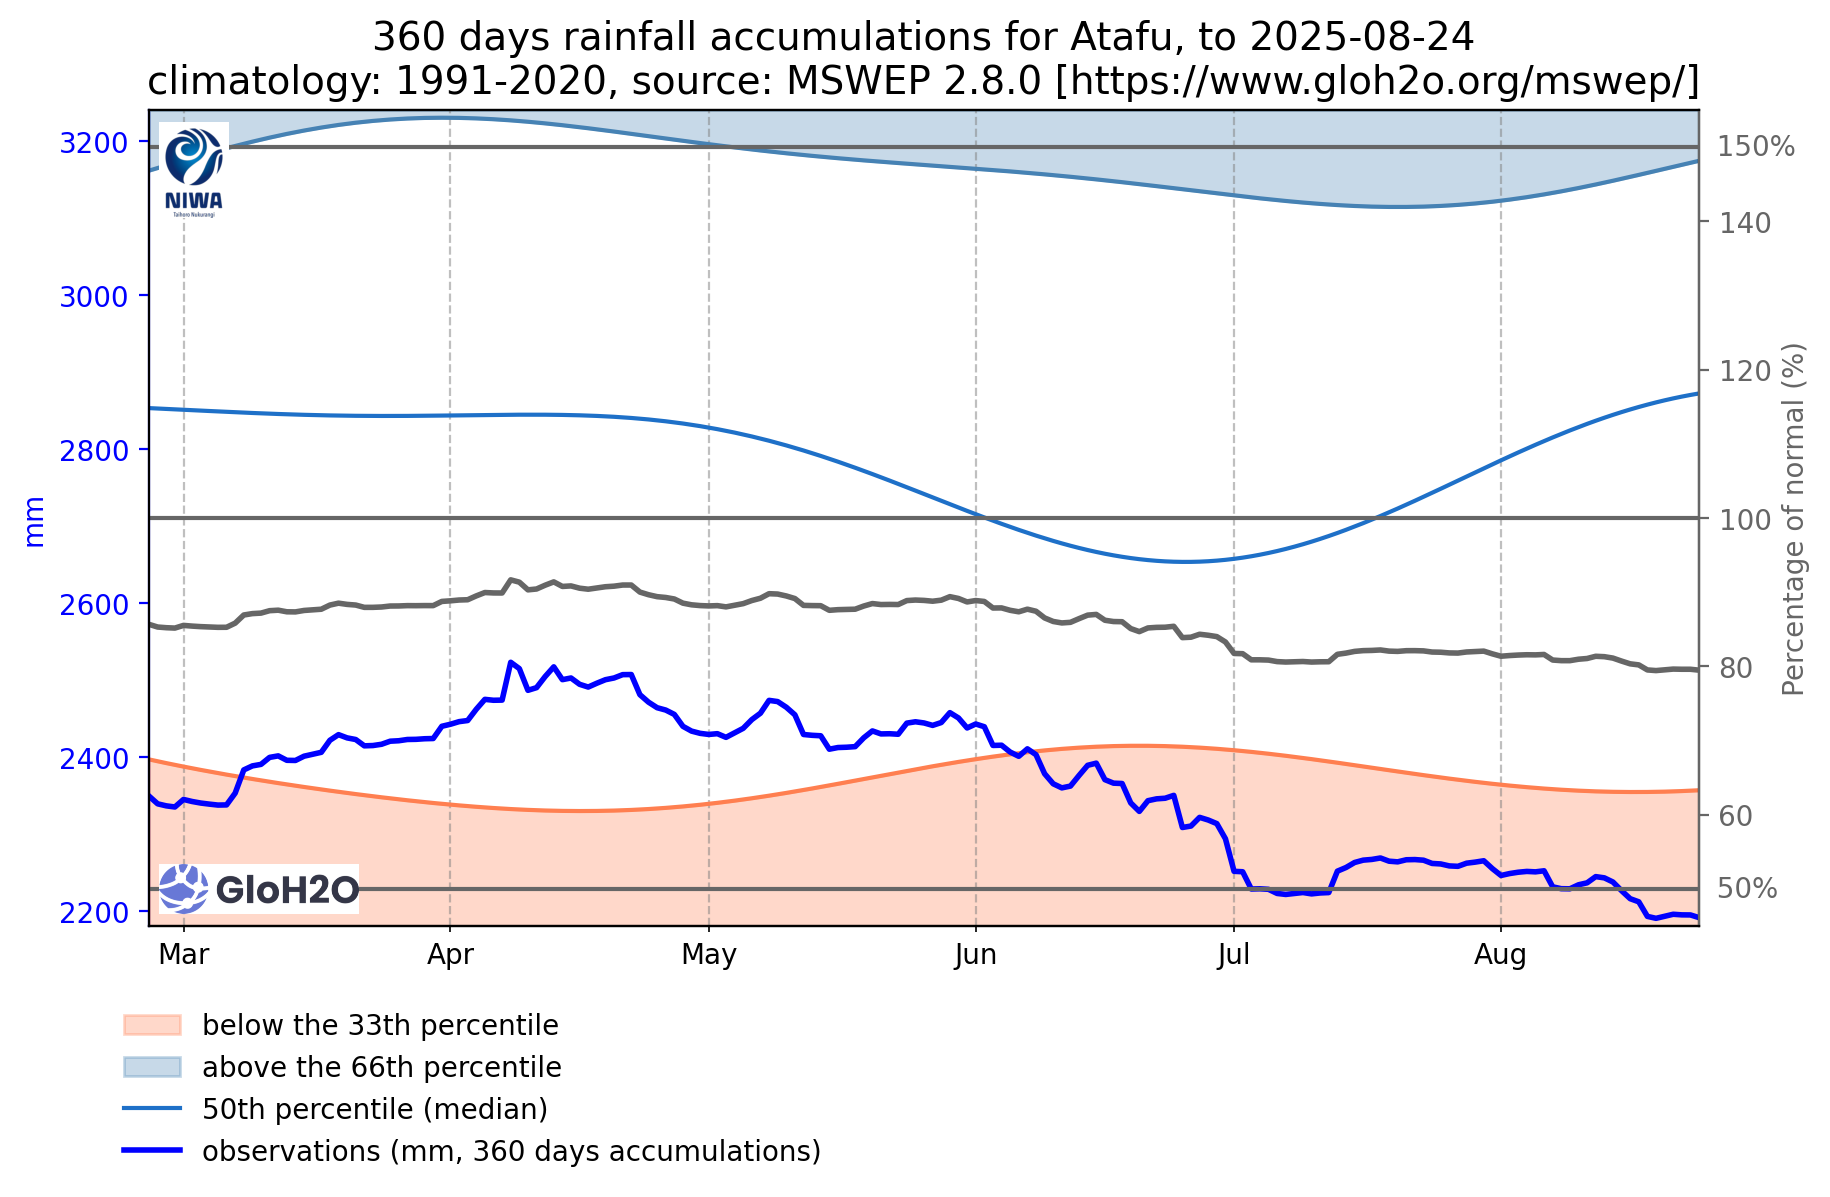 360 days rainfall accumulations for Atafu, to 2025-08-24
climatology: 1991-2020, source: MSWEP 2.8.0 [https://www.gloh2o.org/mswep/]
3200
3000
2800
2600
2400
2200
mm
NIWA
Taihoro Nukurangi
GloH2O
150%
140
120
100
80
60
50%
Percentage of normal (%)
Mar
Apr
May
Jun
Jul
Aug
below the 33th percentile
above the 66th percentile
50th percentile (median)
observations (mm, 360 days accumulations)